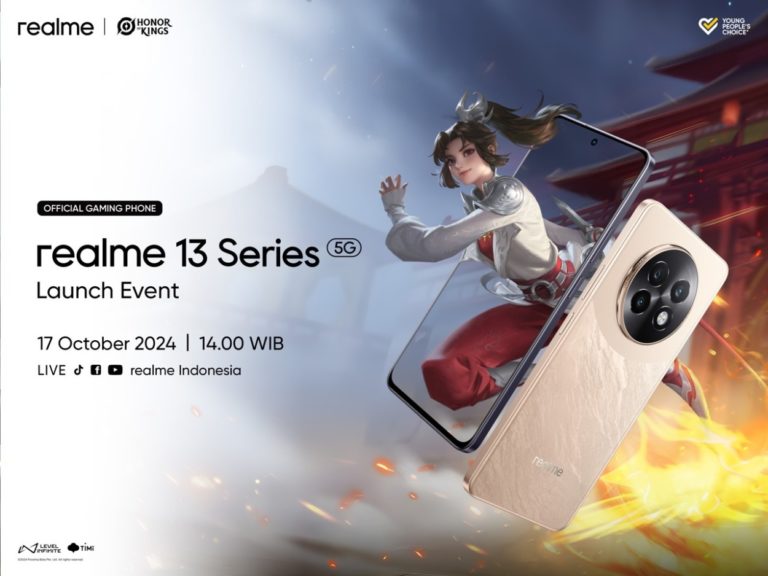 realme | HONOR OF KINGS
YOUNG
PEOPLE'S
CHOICE
OFFICIAL GAMING PHONE
realme 13 Series 5G
Launch Event
17 October 2024 | 14.00 WIB
LIVE realme Indonesia
realme
LEVEL
INFINITE
TiMi